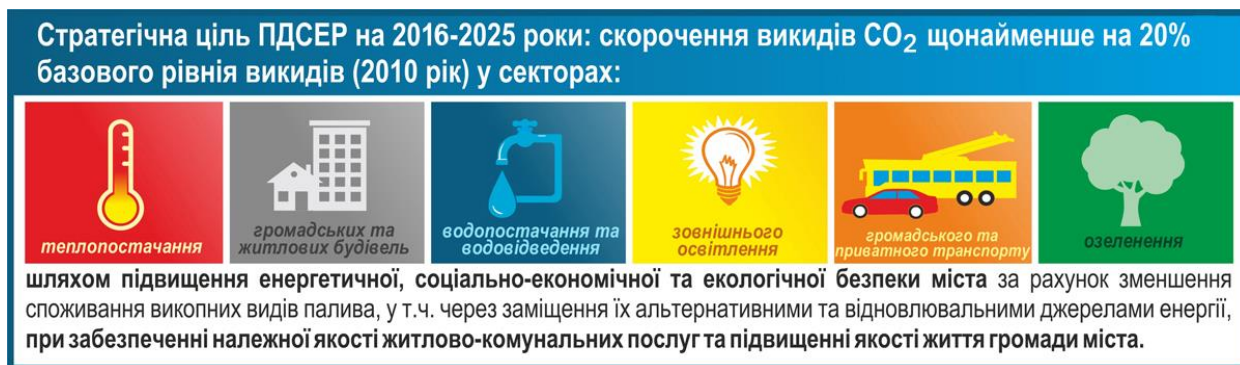 Стратегічна ціль ПДСЕР на 2016-2025 роки: скорочення викидів CO2 щонайменше на 20%
базового рівнія викидів (2010 рік) у секторах:
теплопостачання
громадських та
житлових будівель
водопостачання та
водовідведення
зовнішнього
освітлення
громадського та
приватного транспорту
озеленення
шляхом підвищення енергетичної, соціально-економічної та екологічної безпеки міста за рахунок зменшення
споживання викопних видів палива, у т.ч. через заміщення їх альтернативними та відновлювальними джерелами енергії,
при забезпеченні належної якості житлово-комунальних послуг та підвищенні якості життя громади міста.